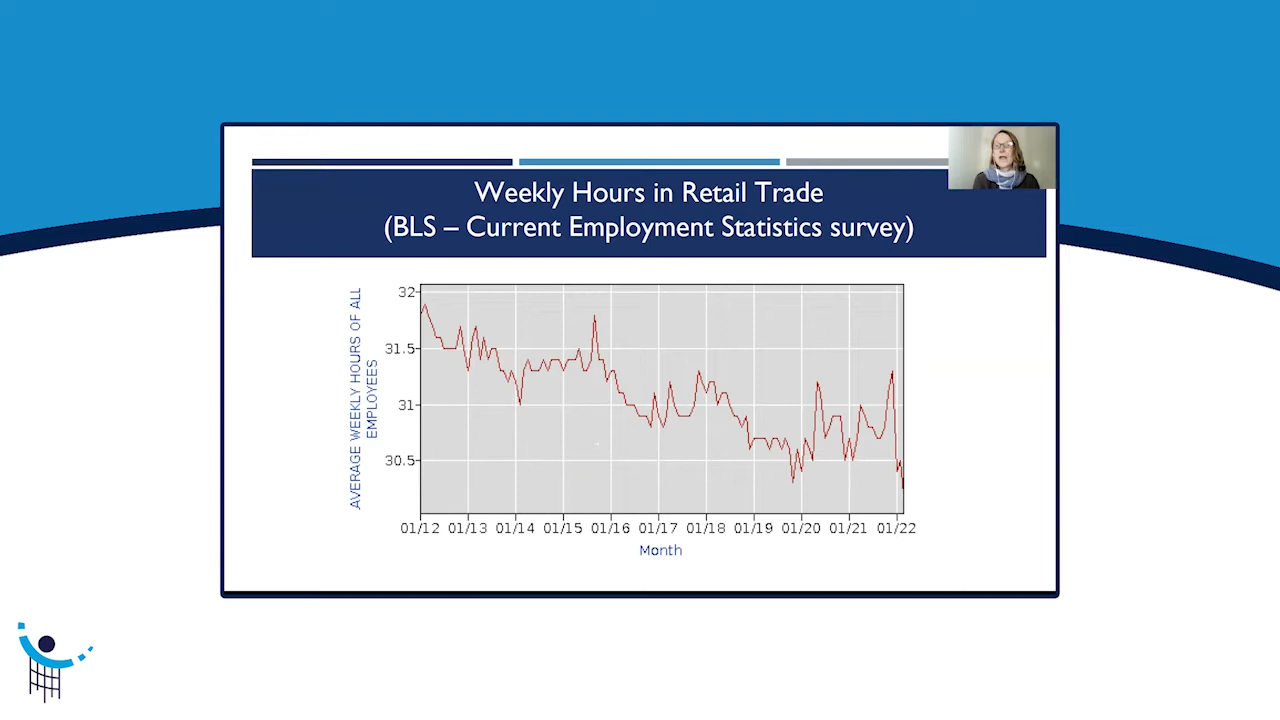 Weekly Hours in Retail Trade
(BLS – Current Employment Statistics survey)
AVERAGE WEEKLY HOURS OF ALL
EMPLOYEES
32
31.5
31
30.5
01/12 01/13 01/14 01/15 01/16 01/17 01/18 01/19 01/20 01/21 01/22
Month